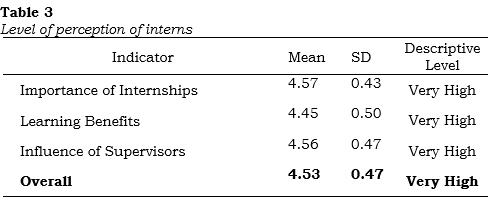 Table 3
Level of perception of interns
Indicator Mean SD Descriptive Level
Importance of Internships 4.57 0.43 Very High
Learning Benefits 4.45 0.50 Very High
Influence of Supervisors 4.56 0.47 Very High
Overall 4.53 0.47 Very High